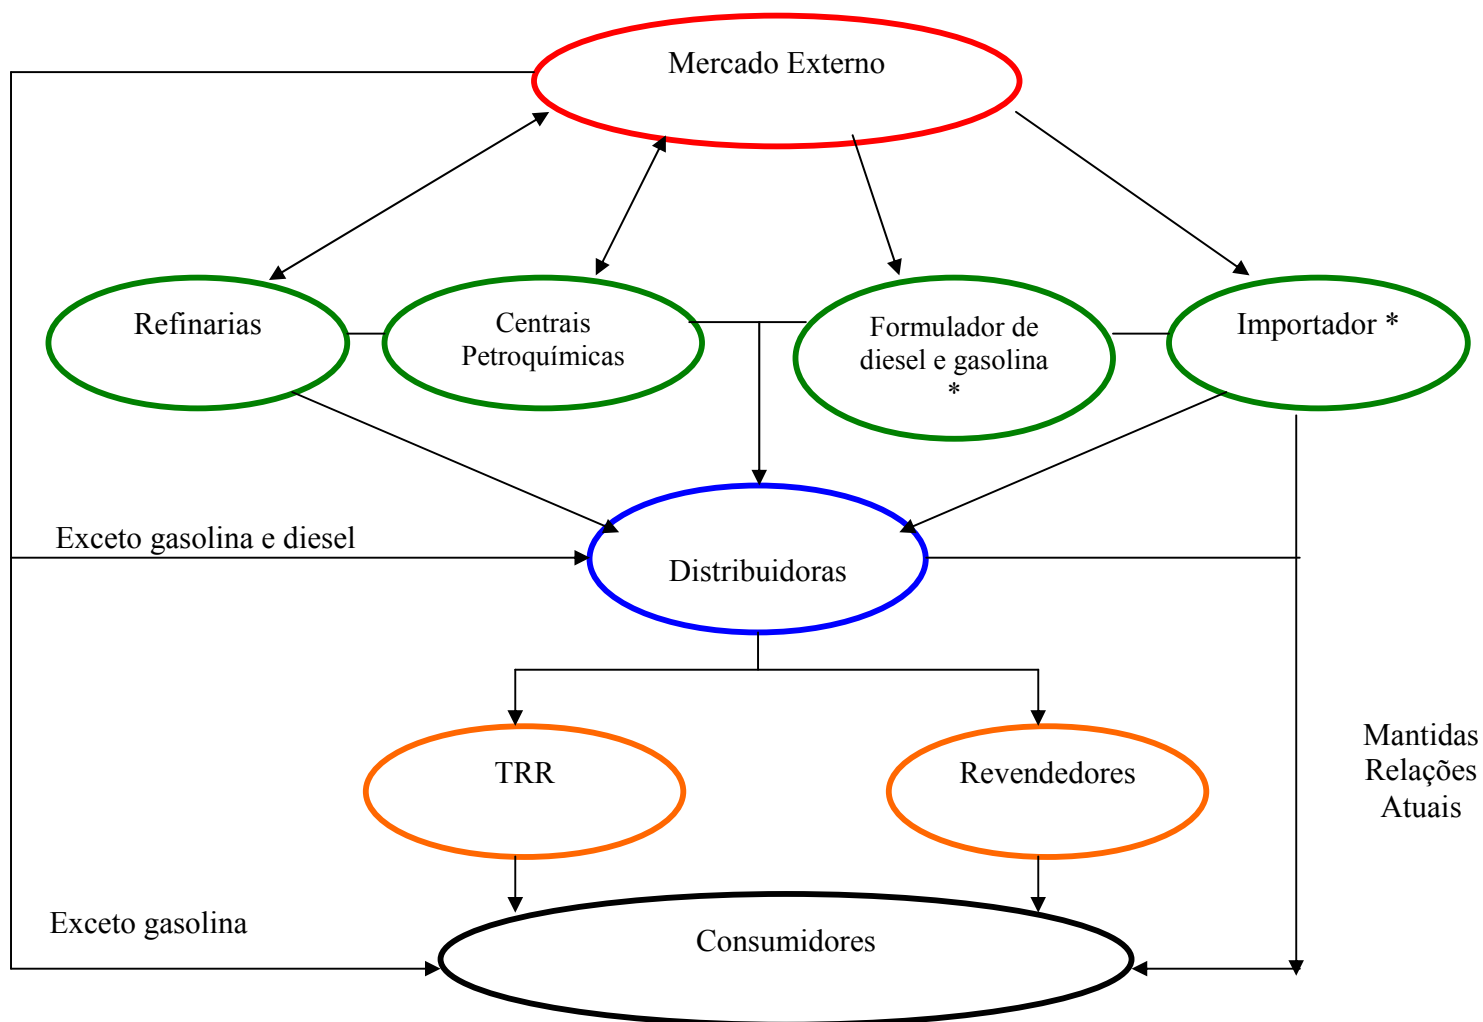 Mercado Externo
Refinarias
Centrais
Petroquímicas
Formulador de
diesel e gasolina
*
Importador *
Exceto gasolina e diesel
Distribuidoras
TRR
Revendedores
Mantidas
Relações
Atuais
Exceto gasolina
Consumidores